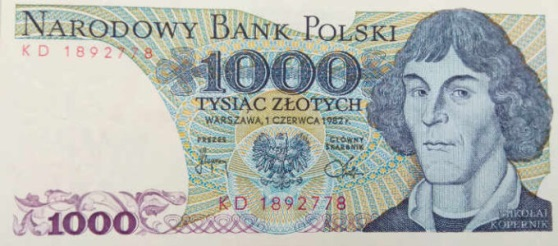 NARODOWY BANK POLSKI
KD 1892778
1000
TYSIĄC ZŁOTYCH
WARSZAWA, 1 CZERWCA 1982 r.
PREZES
GŁÓWNY
SKARBNIK
KD 1892778
1000
MIKOŁAJ
KOPERNIK